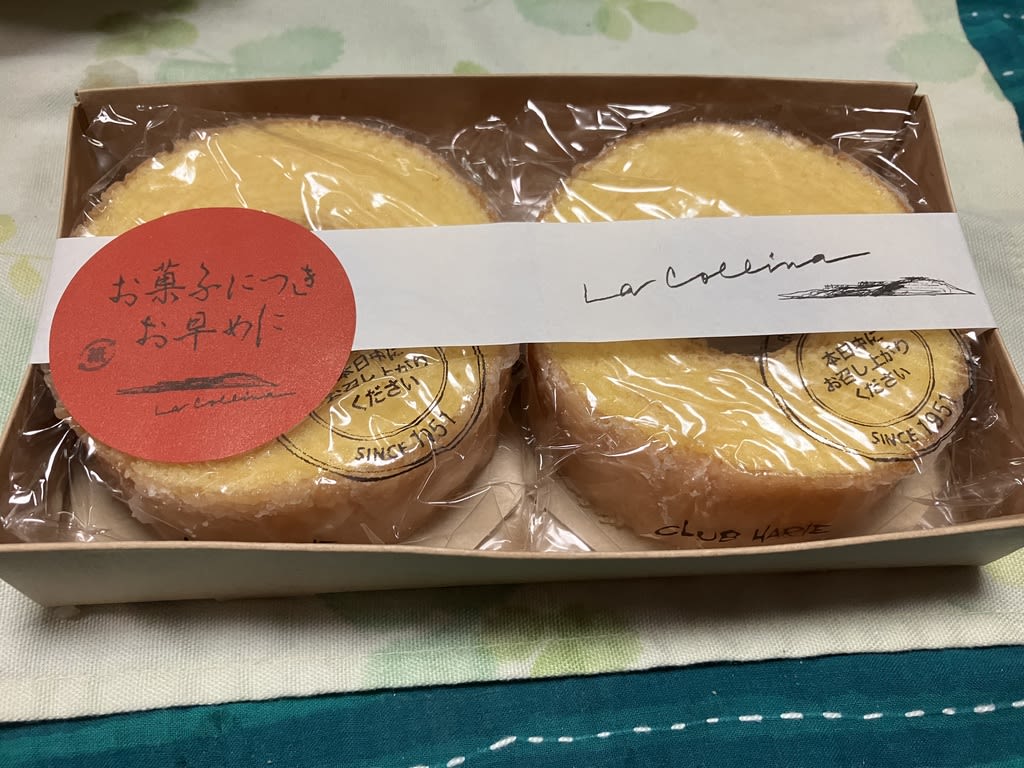 お菓子につき
お早めに
La Collina
La Collina
本日中に
お召し上がり
ください
SINCE 1951
本日中に
お召し上がり
ください
SINCE 1951
CLUB HARIE